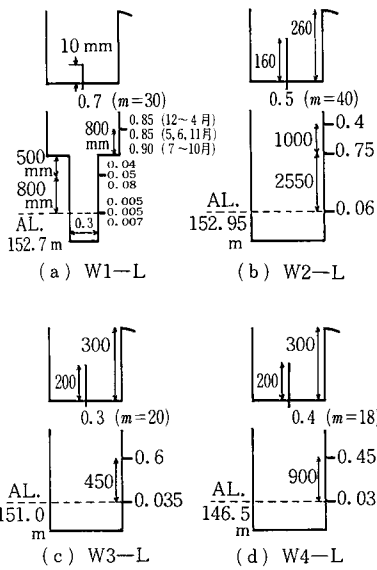 10 mm
0.7 (m=30)
800 mm
0.85 (12～4月)
0.85 (5,6,11月)
0.90 (7～10月)
500 mm
800 mm
0.04
0.05
0.08
0.005
0.005
0.007
0.3
AL.
152.7 m
(a) W1—L
260
160
0.5 (m=40)
0.4
1000
0.75
2550
0.06
AL.
152.95
m
(b) W2—L
300
200
0.3 (m=20)
0.6
450
0.035
AL.
151.0
m
(c) W3—L
300
200
0.4 (m=18)
0.45
900
0.03
AL.
146.5
m
(d) W4—L